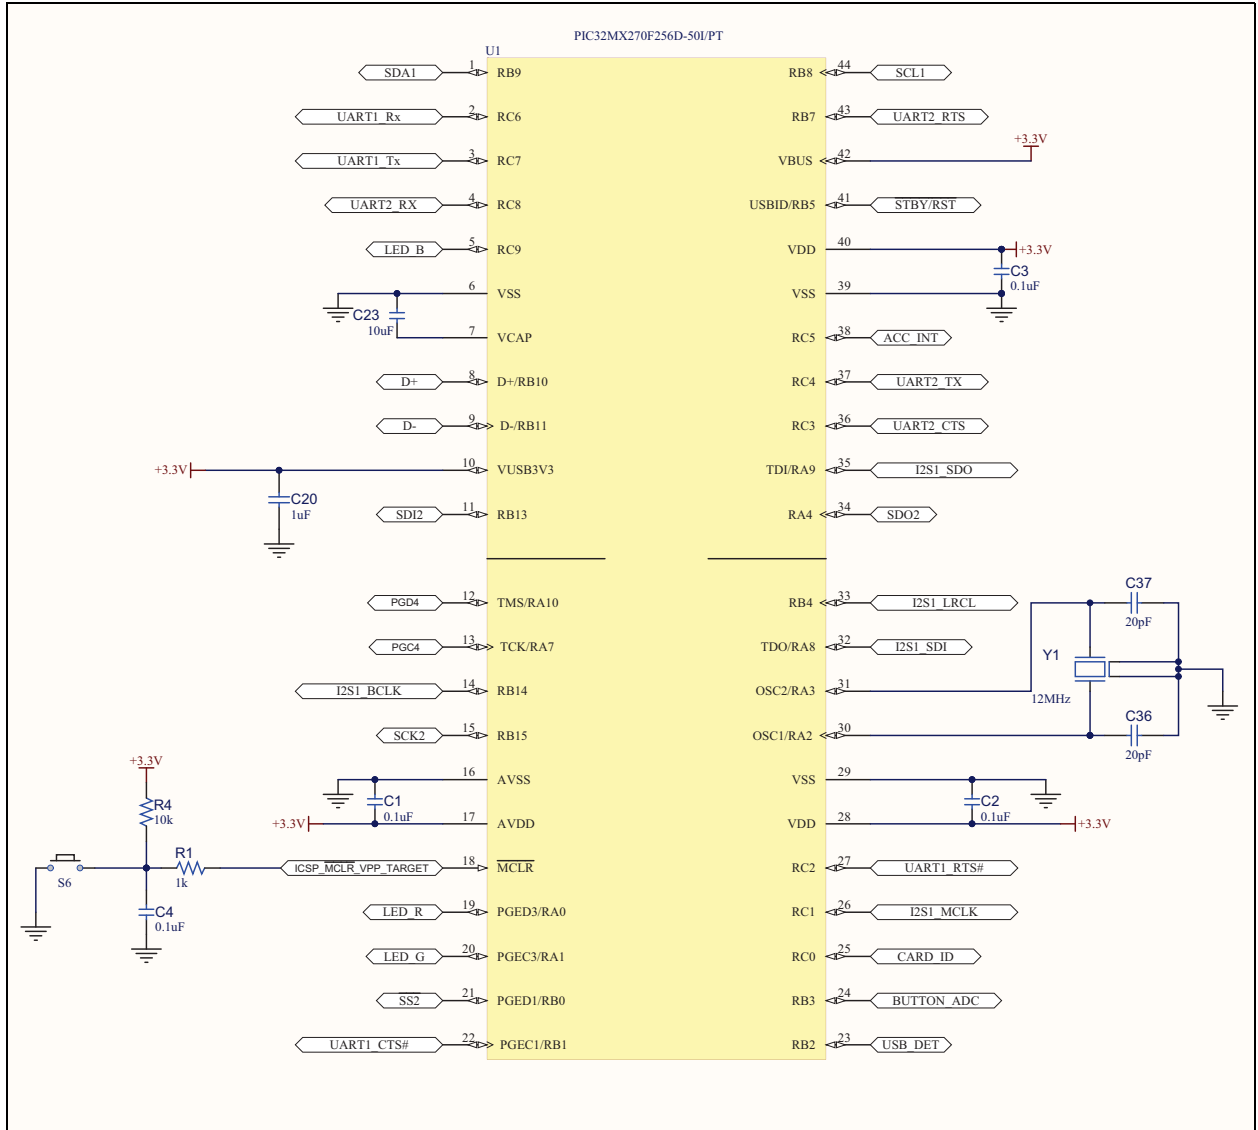 PIC32MX270F256D-50I/PT
U1
SDA1 1 RB9 RB8 44 SCL1
UART1_Rx 2 RC6 RB7 43 UART2_RTS
+3.3V
UART1_Tx 3 RC7 VBUS 42
UART2_RX 4 RC8 USBID/RB5 41 STBY/RST
LED_B 5 RC9 VDD 40 +3.3V
C3
0.1uF
6 VSS VSS 39
C23
10uF
7 VCAP RC5 38 ACC_INT
D+ 8 D+/RB10 RC4 37 UART2_TX
D- 9 D-/RB11 RC3 36 UART2_CTS
+3.3V 10 VUSB3V3 TDI/RA9 35 I2S1_SDO
C20
1uF
SDI2 11 RB13 RA4 34 SDO2
C37
20pF
PGD4 12 TMS/RA10 RB4 33 I2S1_LRCL
PGC4 13 TCK/RA7 TDO/RA8 32 I2S1_SDI
Y1
12MHz
I2S1_BCLK 14 RB14 OSC2/RA3 31
C36
20pF
SCK2 15 RB15 OSC1/RA2 30
16 AVSS VSS 29
C1
0.1uF
C2
0.1uF
+3.3V 17 AVDD VDD 28 +3.3V
+3.3V
R4
10k
R1
1k
S6
C4
0.1uF
ICSP_MCLR_VPP_TARGET 18 MCLR RC2 27 UART1_RTS#
LED_R 19 PGED3/RA0 RC1 26 I2S1_MCLK
LED_G 20 PGEC3/RA1 RC0 25 CARD_ID
SS2 21 PGED1/RB0 RB3 24 BUTTON_ADC
UART1_CTS# 22 PGEC1/RB1 RB2 23 USB_DET